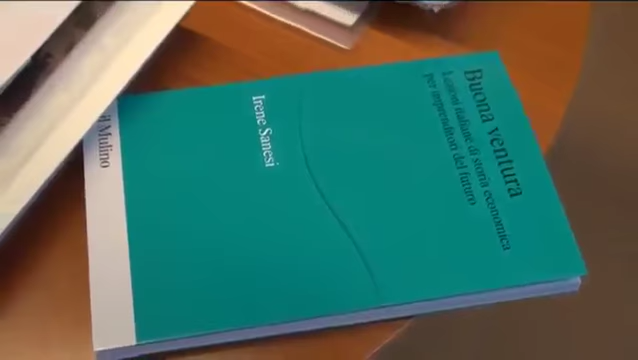 Buona ventura
Lezioni italiane di storia economica
per imprenditori del futuro
Irene Sanesi
il Mulino